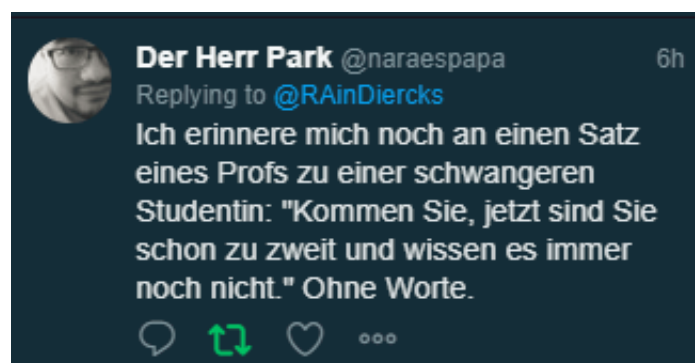 Der Herr Park @naraespapa 6h
Replying to @RAinDiercks
Ich erinnere mich noch an einen Satz
eines Profs zu einer schwangeren
Studentin: "Kommen Sie, jetzt sind Sie
schon zu zweit und wissen es immer
noch nicht." Ohne Worte.